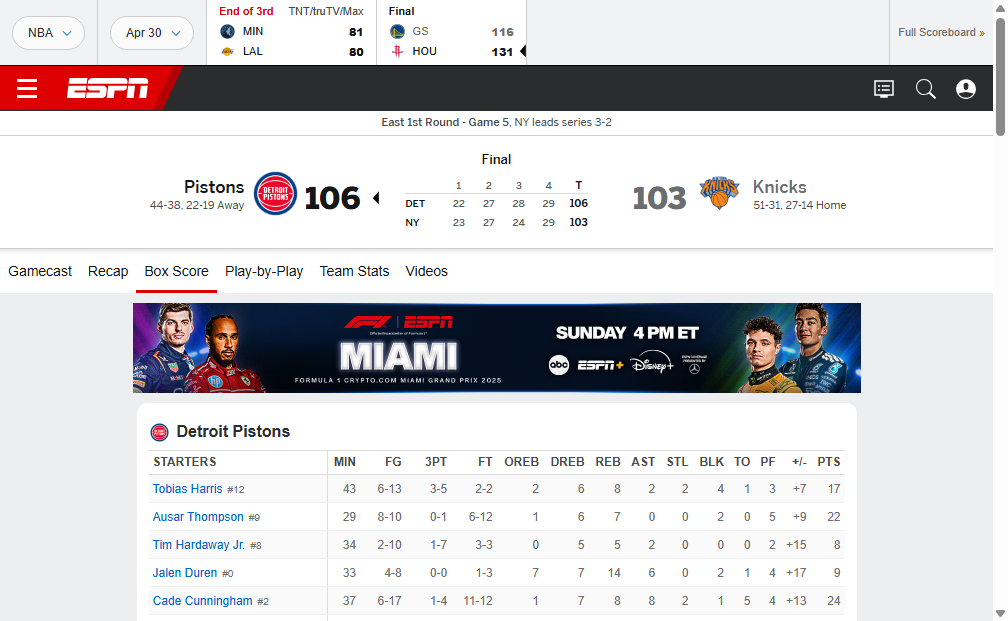 NBA
Apr 30
End of 3rd TNT/truTV/Max
MIN 81
LAL 80
Final
GS 116
HOU 131
Full Scoreboard »
ESPN
East 1st Round - Game 5, NY leads series 3-2
Final
Pistons
44-38, 22-19 Away
DETROIT PISTONS
106
1 2 3 4 T
DET 22 27 28 29 106
NY 23 27 24 29 103
103
KNICKS
Knicks
51-31, 27-14 Home
Gamecast Recap Box Score Play-by-Play Team Stats Videos
F1 | ESPN
MIAMI
FORMULA 1 CRYPTO.COM MIAMI GRAND PRIX 2025
SUNDAY 4 PM ET
abc ESPN+ Disney+
Detroit Pistons
STARTERS MIN FG 3PT FT OREB DREB REB AST STL BLK TO PF +/- PTS
Tobias Harris #12 43 6-13 3-5 2-2 2 6 8 2 2 4 1 3 +7 17
Ausar Thompson #9 29 8-10 0-1 6-12 1 6 7 0 0 2 0 5 +9 22
Tim Hardaway Jr. #8 34 2-10 1-7 3-3 0 5 5 2 0 0 0 2 +15 8
Jalen Duren #0 33 4-8 0-0 1-3 7 7 14 6 0 2 1 4 +17 9
Cade Cunningham #2 37 6-17 1-4 11-12 1 7 8 8 2 1 5 4 +13 24